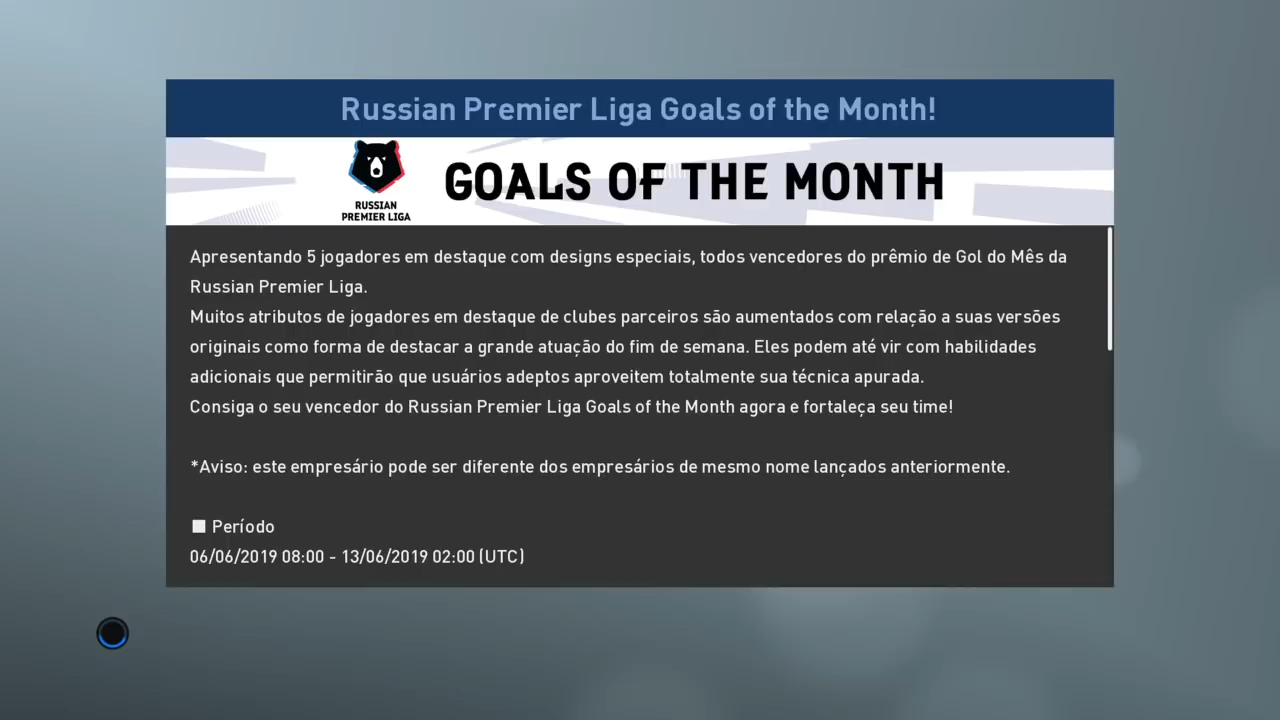 Russian Premier Liga Goals of the Month!
RUSSIAN
PREMIER LIGA
GOALS OF THE MONTH
Apresentando 5 jogadores em destaque com designs especiais, todos vencedores do prêmio de Gol do Mês da
Russian Premier Liga.
Muitos atributos de jogadores em destaque de clubes parceiros são aumentados com relação a suas versões
originais como forma de destacar a grande atuação do fim de semana. Eles podem até vir com habilidades
adicionais que permitirão que usuários adeptos aproveitem totalmente sua técnica apurada.
Consiga o seu vencedor do Russian Premier Liga Goals of the Month agora e fortaleça seu time!
*Aviso: este empresário pode ser diferente dos empresários de mesmo nome lançados anteriormente.
■ Período
06/06/2019 08:00 - 13/06/2019 02:00 (UTC)